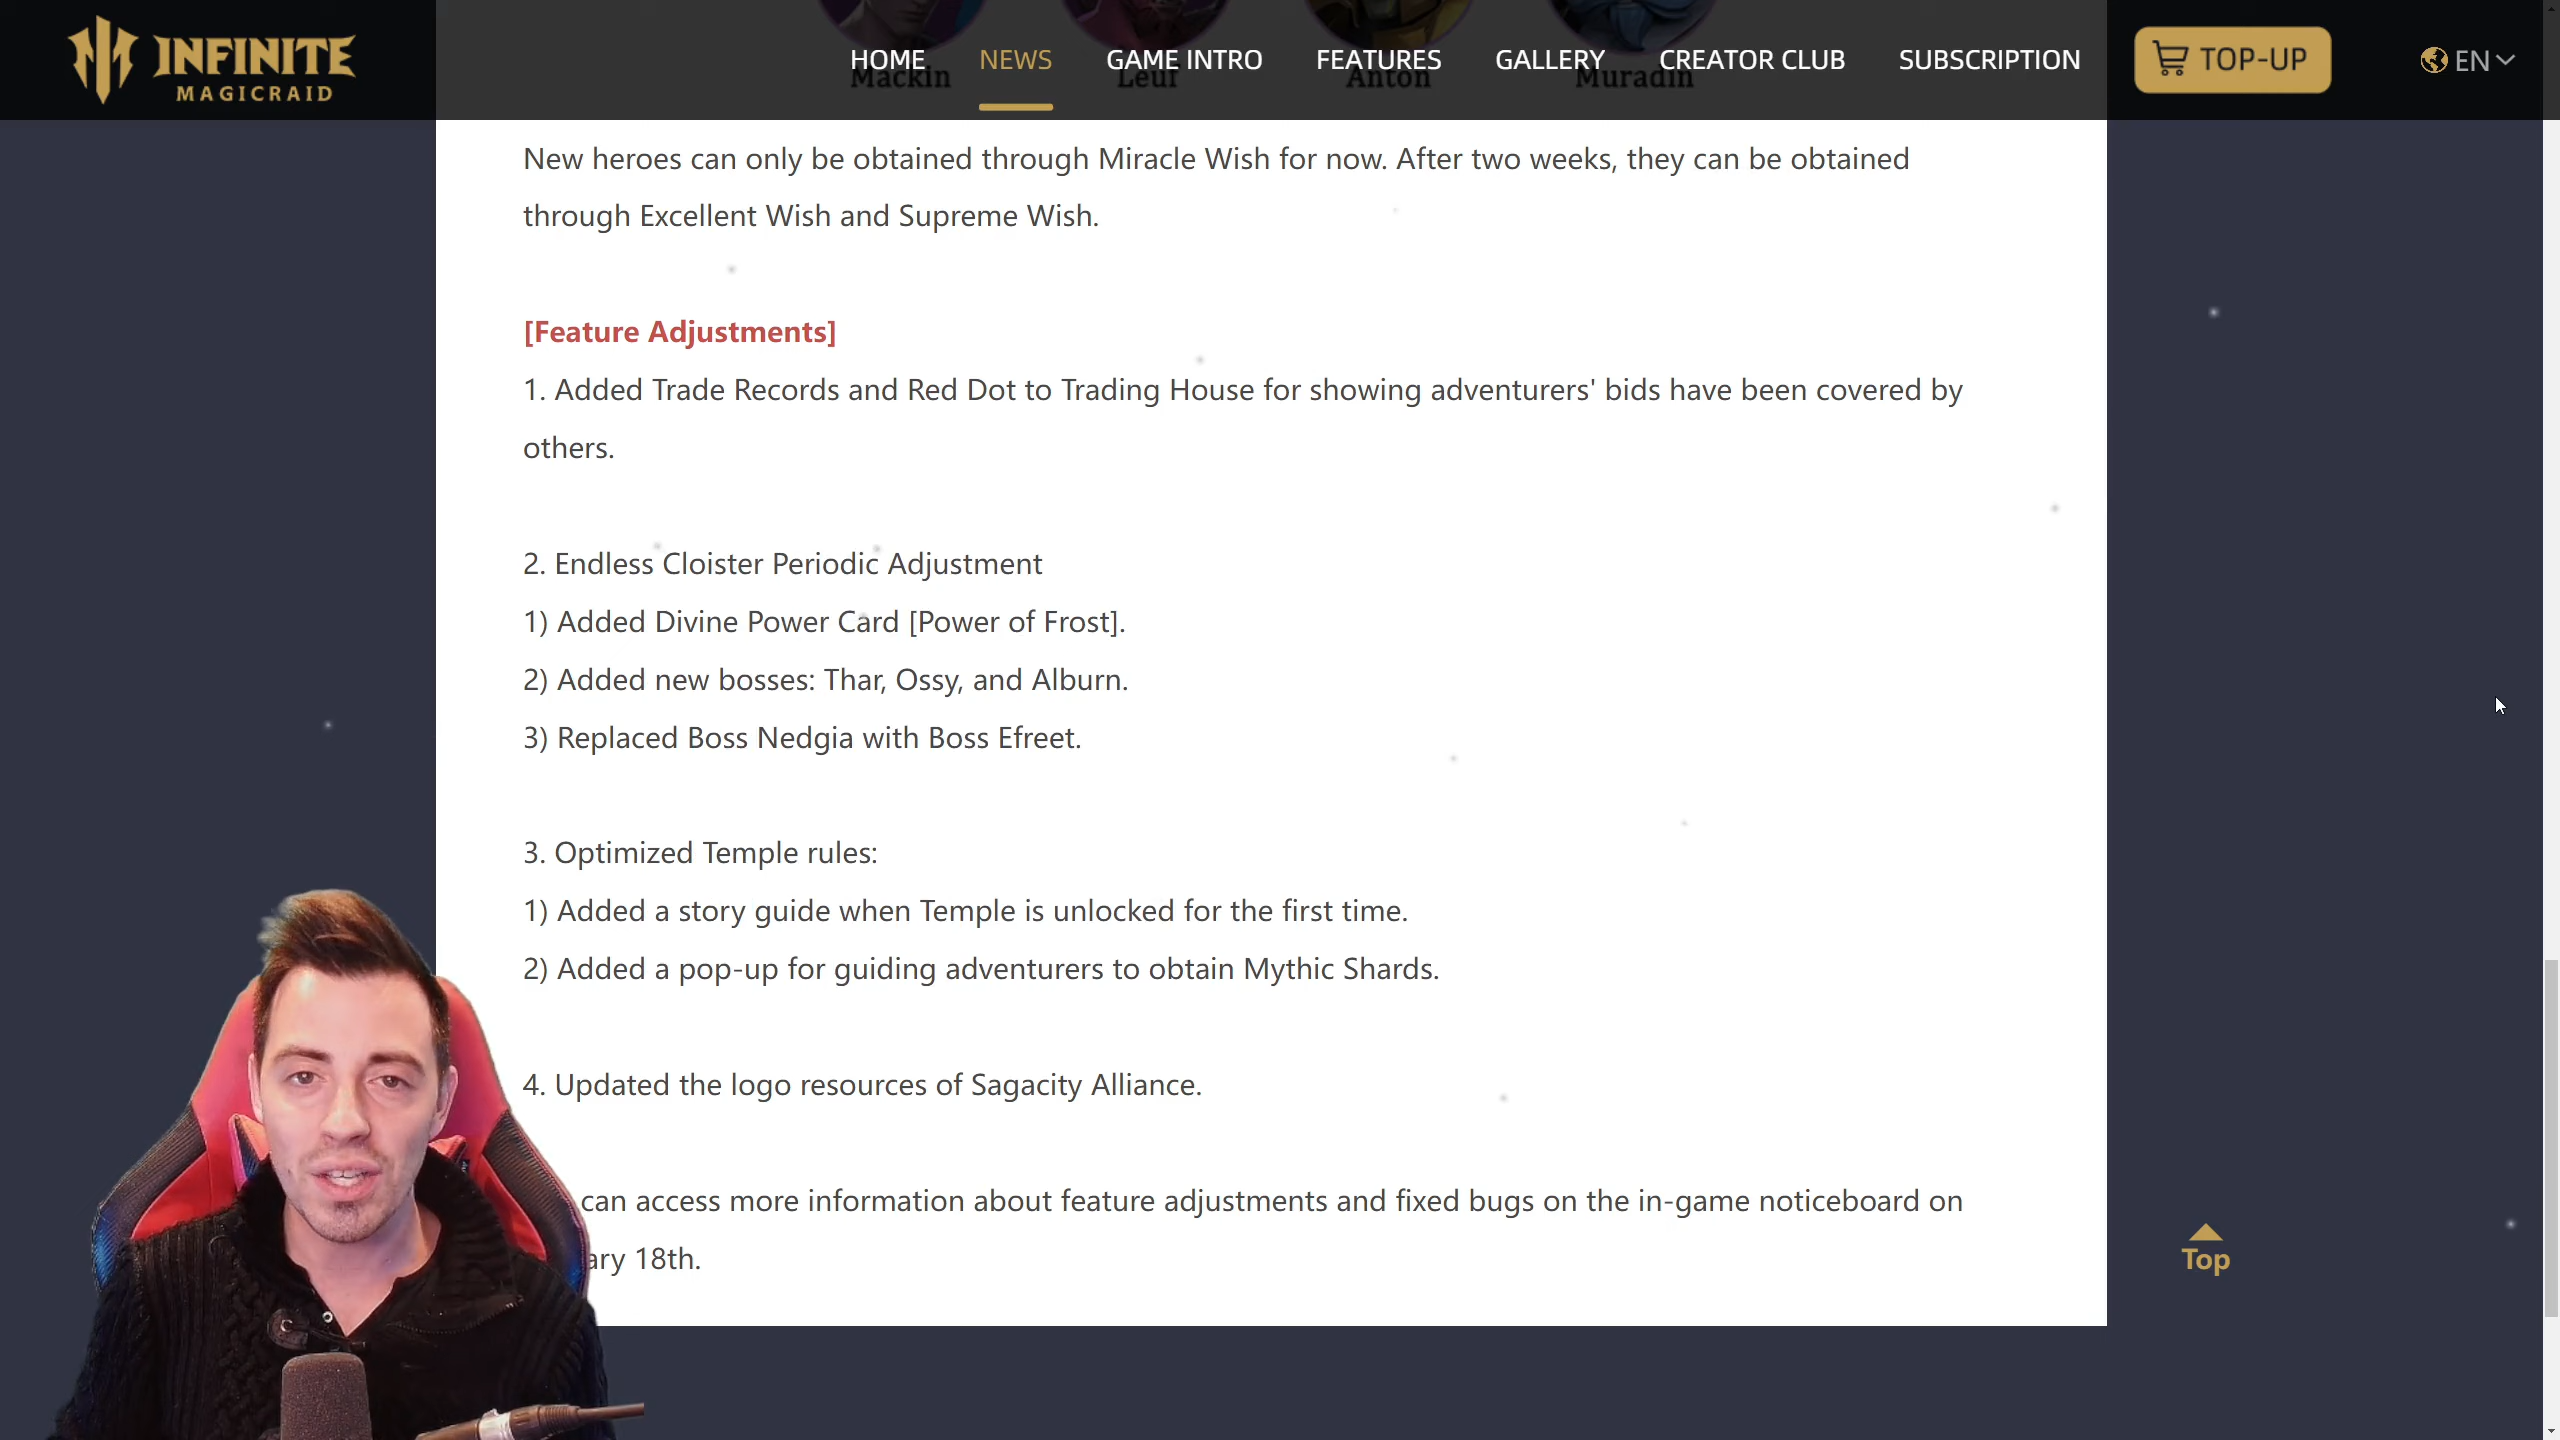 INFINITE
MAGICRAID
HOME NEWS GAME INTRO FEATURES GALLERY CREATOR CLUB SUBSCRIPTION TOP-UP EN
Mackin Leuf Anton Muradin
New heroes can only be obtained through Miracle Wish for now. After two weeks, they can be obtained
through Excellent Wish and Supreme Wish.
[Feature Adjustments]
1. Added Trade Records and Red Dot to Trading House for showing adventurers' bids have been covered by
others.
2. Endless Cloister Periodic Adjustment
1) Added Divine Power Card [Power of Frost].
2) Added new bosses: Thar, Ossy, and Alburn.
3) Replaced Boss Nedgia with Boss Efreet.
3. Optimized Temple rules:
1) Added a story guide when Temple is unlocked for the first time.
2) Added a pop-up for guiding adventurers to obtain Mythic Shards.
4. Updated the logo resources of Sagacity Alliance.
can access more information about feature adjustments and fixed bugs on the in-game noticeboard on
ary 18th.
Top